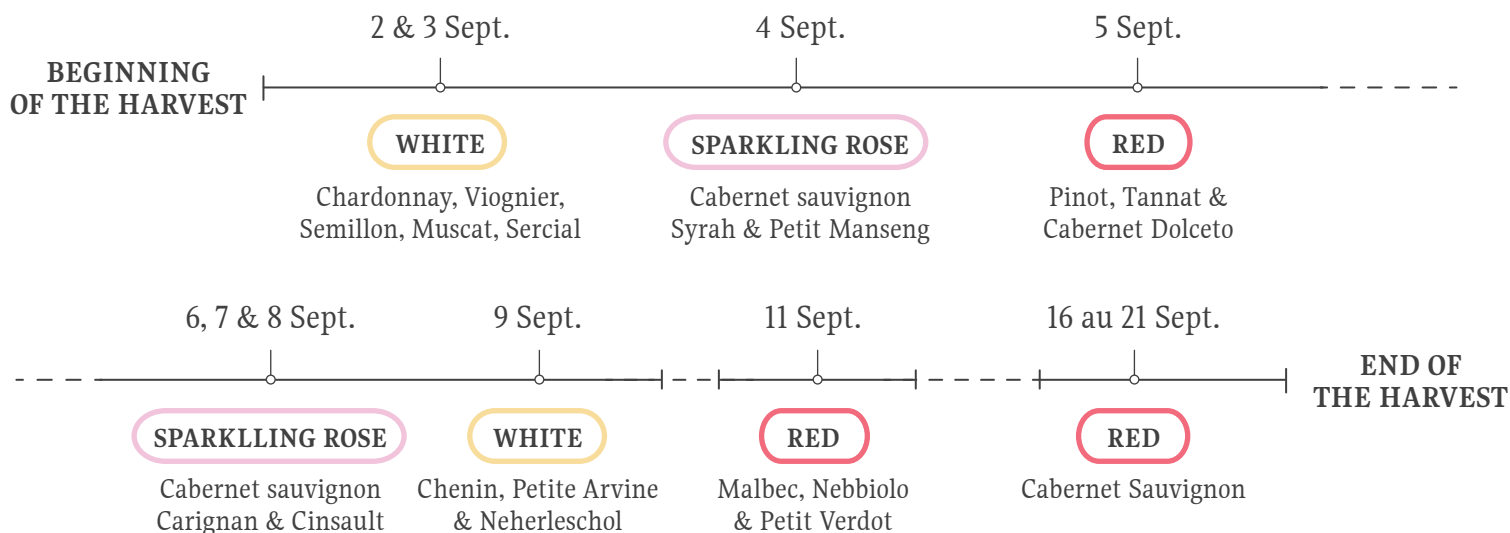 2 & 3 Sept.
4 Sept.
5 Sept.
BEGINNING
OF THE HARVEST
WHITE
SPARKLING ROSE
RED
Chardonnay, Viognier,
Semillon, Muscat, Sercial
Cabernet sauvignon
Syrah & Petit Manseng
Pinot, Tannat &
Cabernet Dolceto
6, 7 & 8 Sept.
9 Sept.
11 Sept.
16 au 21 Sept.
END OF
THE HARVEST
SPARKLLING ROSE
WHITE
RED
RED
Cabernet sauvignon
Carignan & Cinsault
Chenin, Petite Arvine
& Neherleschol
Malbec, Nebbiolo
& Petit Verdot
Cabernet Sauvignon